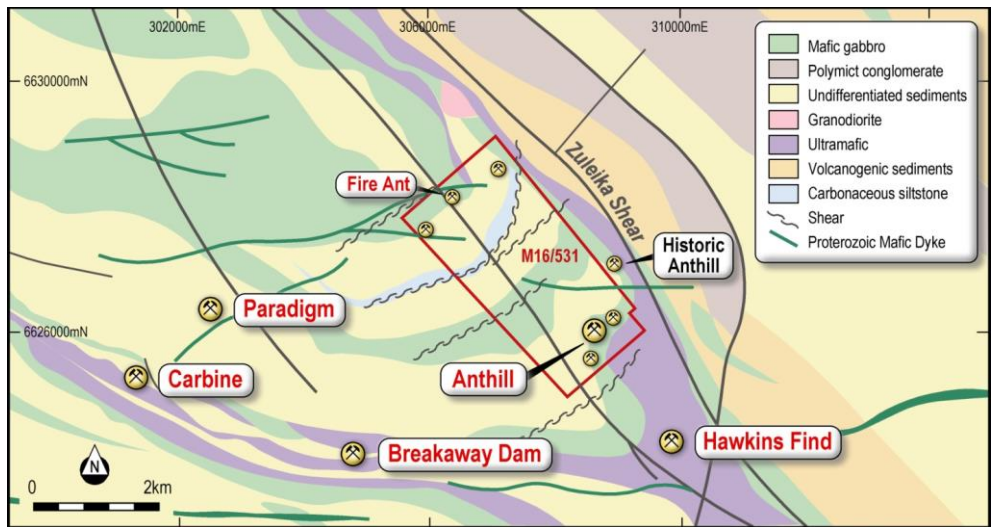 302000mE
306000mE
310000mE
6630000mN
6626000mN
Mafic gabbro
Polymict conglomerate
Undifferentiated sediments
Granodiorite
Ultramafic
Volcanogenic sediments
Carbonaceous siltstone
Shear
Proterozoic Mafic Dyke
Zuleika Shear
Fire Ant
M16/531
Historic
Anthill
Paradigm
Anthill
Carbine
Breakaway Dam
Hawkins Find
N
0
2km